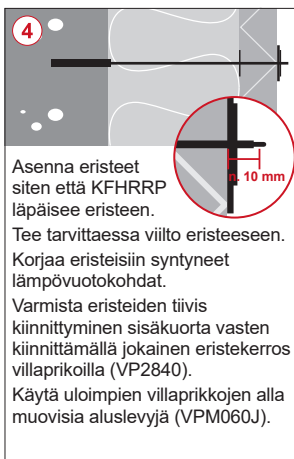 4
n. 10 mm
Asenna eristeet
siten että KFHRRP
läpäisee eristeen.
Tee tarvittaessa viilto eristeeseen.
Korjaa eristeisiin syntyneet
lämpövuotokohdat.
Varmista eristeiden tiivis
kiinnittyminen sisäkuorta vasten
kiinnittämällä jokainen eristekerros
villaprikoilla (VP2840).
Käytä uloimpien villaprikkojen alla
muovisia aluslevyjä (VPM060J).